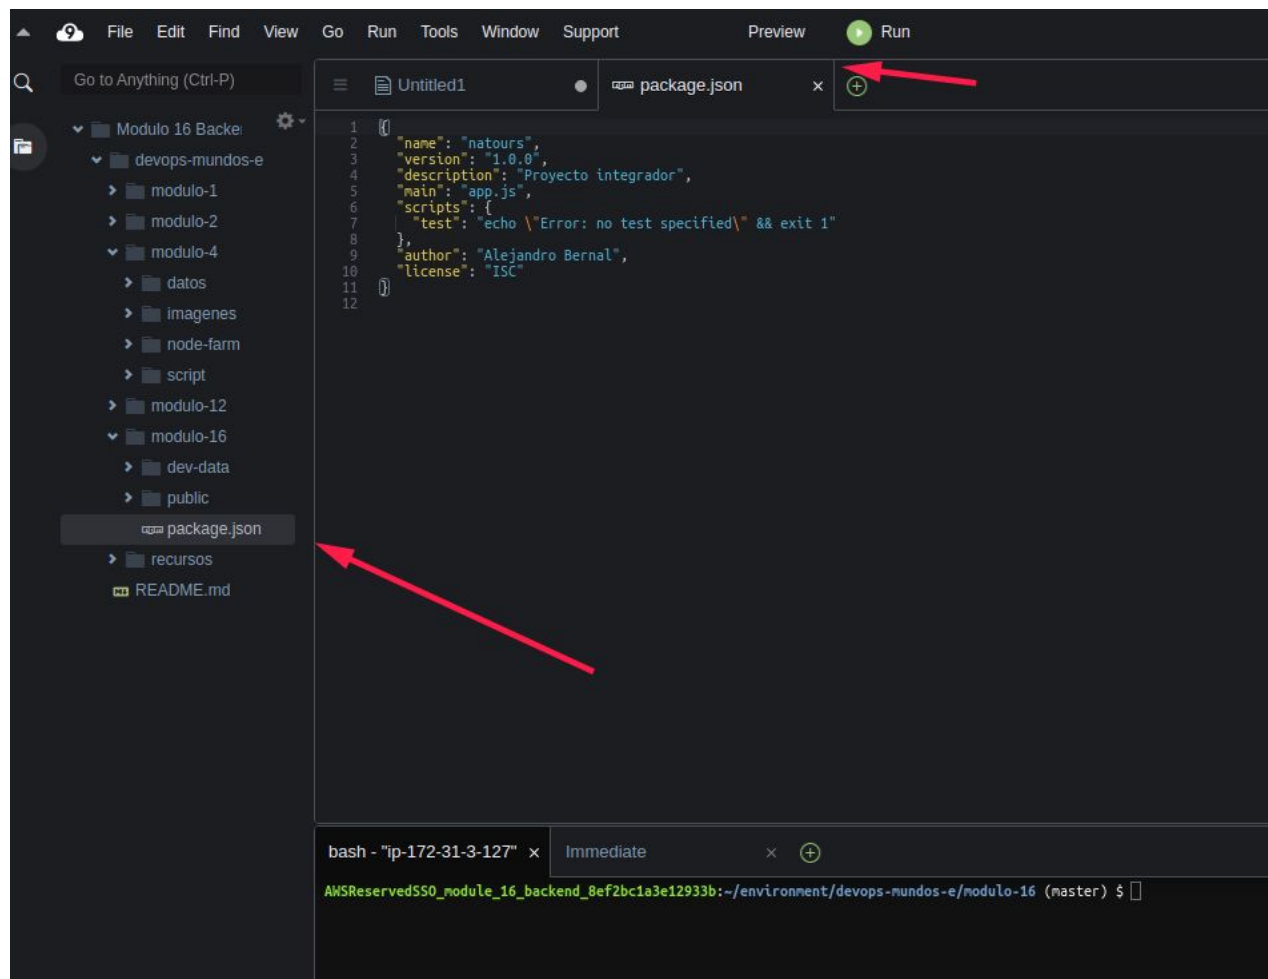 File Edit Find View Go Run Tools Window Support Preview Run
Go to Anything (Ctrl-P)
Untitled1
package.json
Modulo 16 Backe
devops-mundos-e
modulo-1
modulo-2
modulo-4
datos
imagenes
node-farm
script
modulo-12
modulo-16
dev-data
public
package.json
recursos
README.md
1 {
2 "name": "natours",
3 "version": "1.0.0",
4 "description": "Proyecto integrador",
5 "main": "app.js",
6 "scripts": {
7 "test": "echo \"Error: no test specified\" && exit 1"
8 },
9 "author": "Alejandro Bernal",
10 "license": "ISC"
11 }
12
bash - "ip-172-31-3-127" × Immediate ×
AWSReservedSSO_module_16_backend_8ef2bc1a3e12933b:~/environment/devops-mundos-e/modulo-16 (master) $